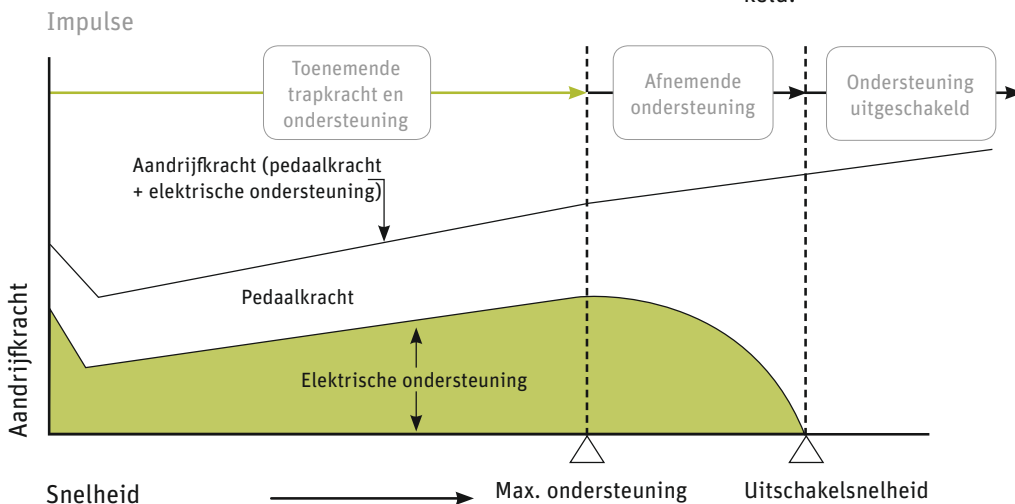 Impulse
Toenemende
trapkracht en
ondersteuning
Afnemende
ondersteuning
Ondersteuning
uitgeschakeld
Aandrijfkracht (pedaalkracht
+ elektrische ondersteuning)
Pedaalkracht
Elektrische ondersteuning
Aandrijfkracht
Snelheid
Max. ondersteuning
Uitschakelsnelheid